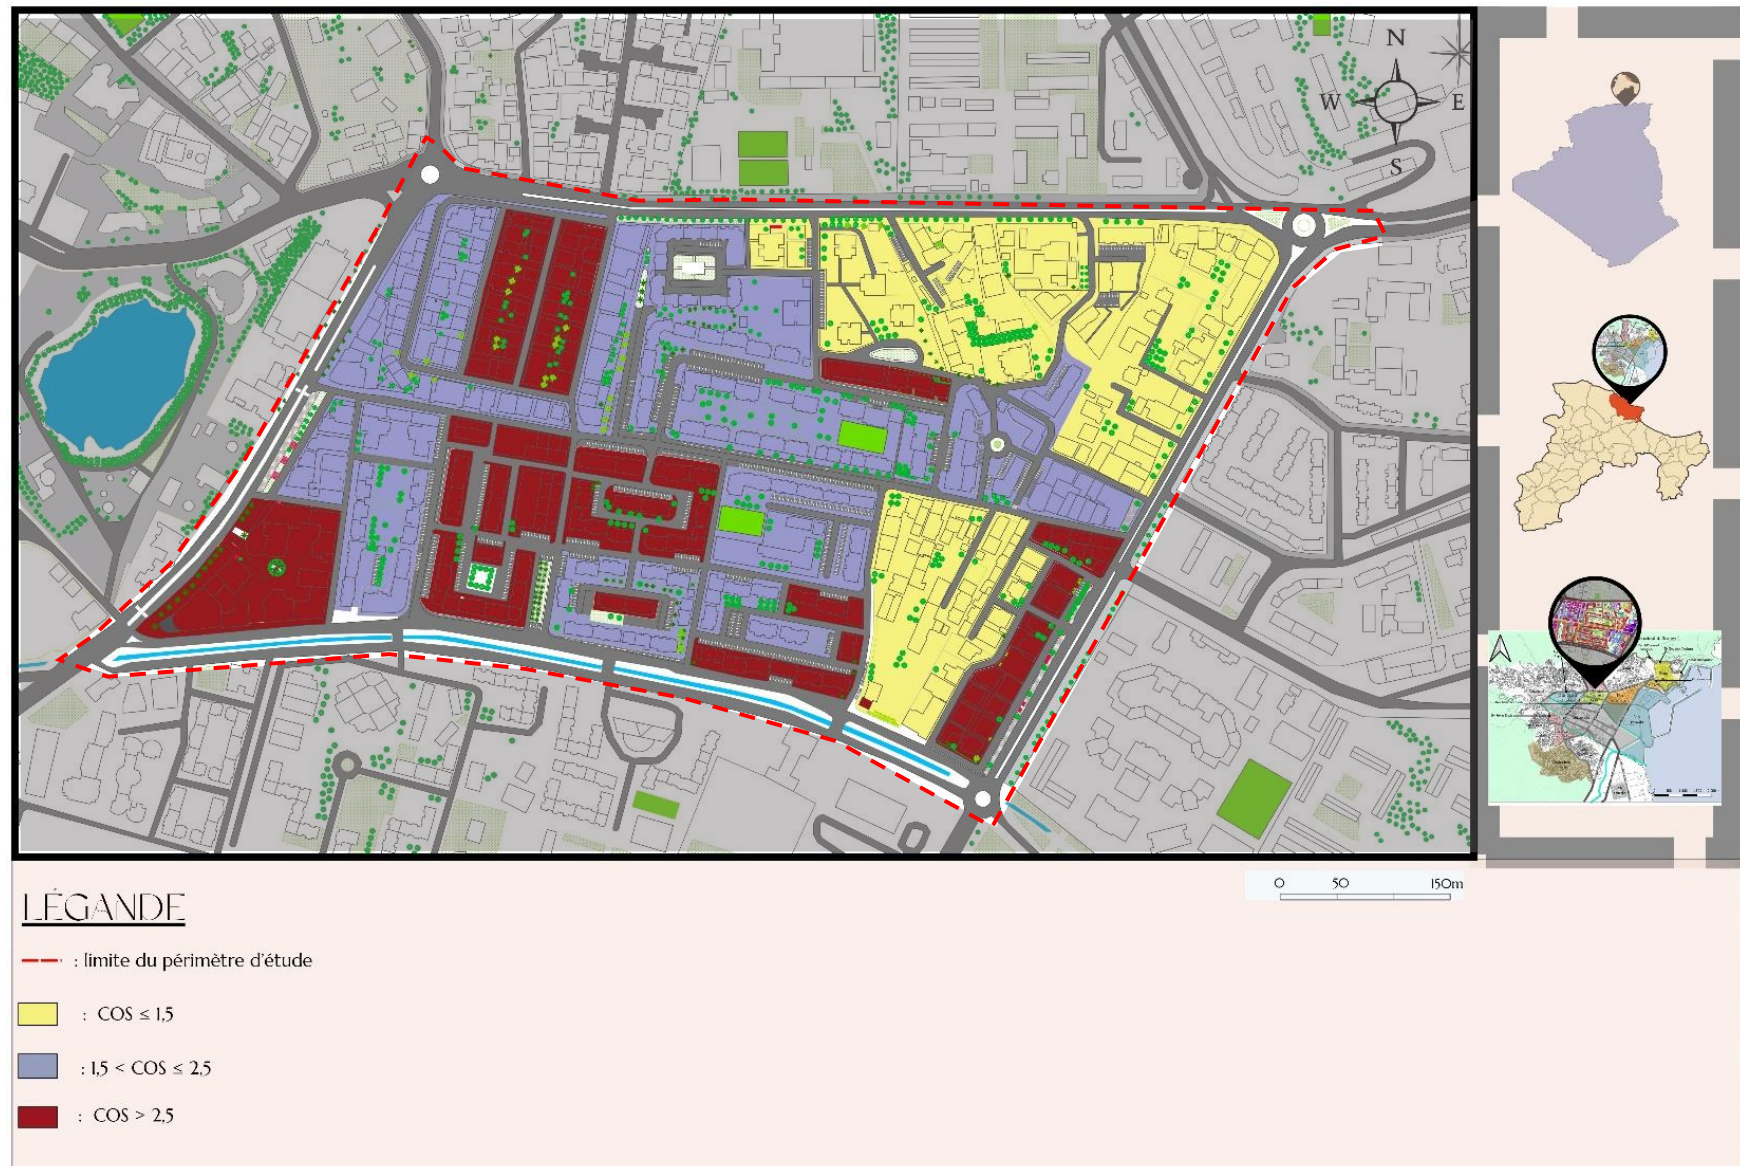 N
W E
S
0 50 150m
LÉGANDE
: limite du périmètre d'étude
: COS ≤ 1,5
: 1,5 < COS ≤ 2,5
: COS > 2,5